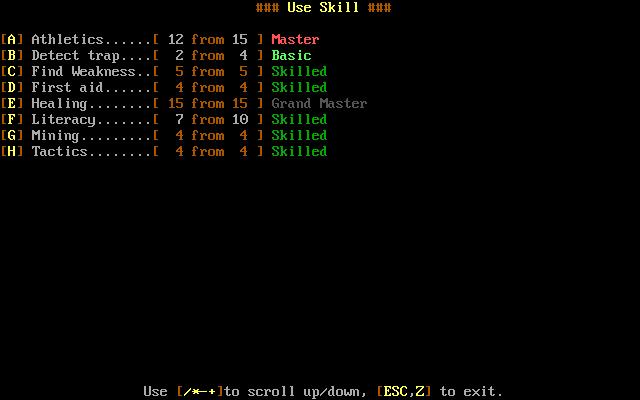 ### Use Skill ###
[A] Athletics......[ 12 from 15 ] Master
[B] Detect trap....[ 2 from 4 ] Basic
[C] Find Weakness..[ 5 from 5 ] Skilled
[D] First aid......[ 4 from 4 ] Skilled
[E] Healing........[ 15 from 15 ] Grand Master
[F] Literacy.......[ 7 from 10 ] Skilled
[G] Mining.........[ 4 from 4 ] Skilled
[H] Tactics........[ 4 from 4 ] Skilled
Use [/*-+]to scroll up/down, [ESC,Z] to exit.